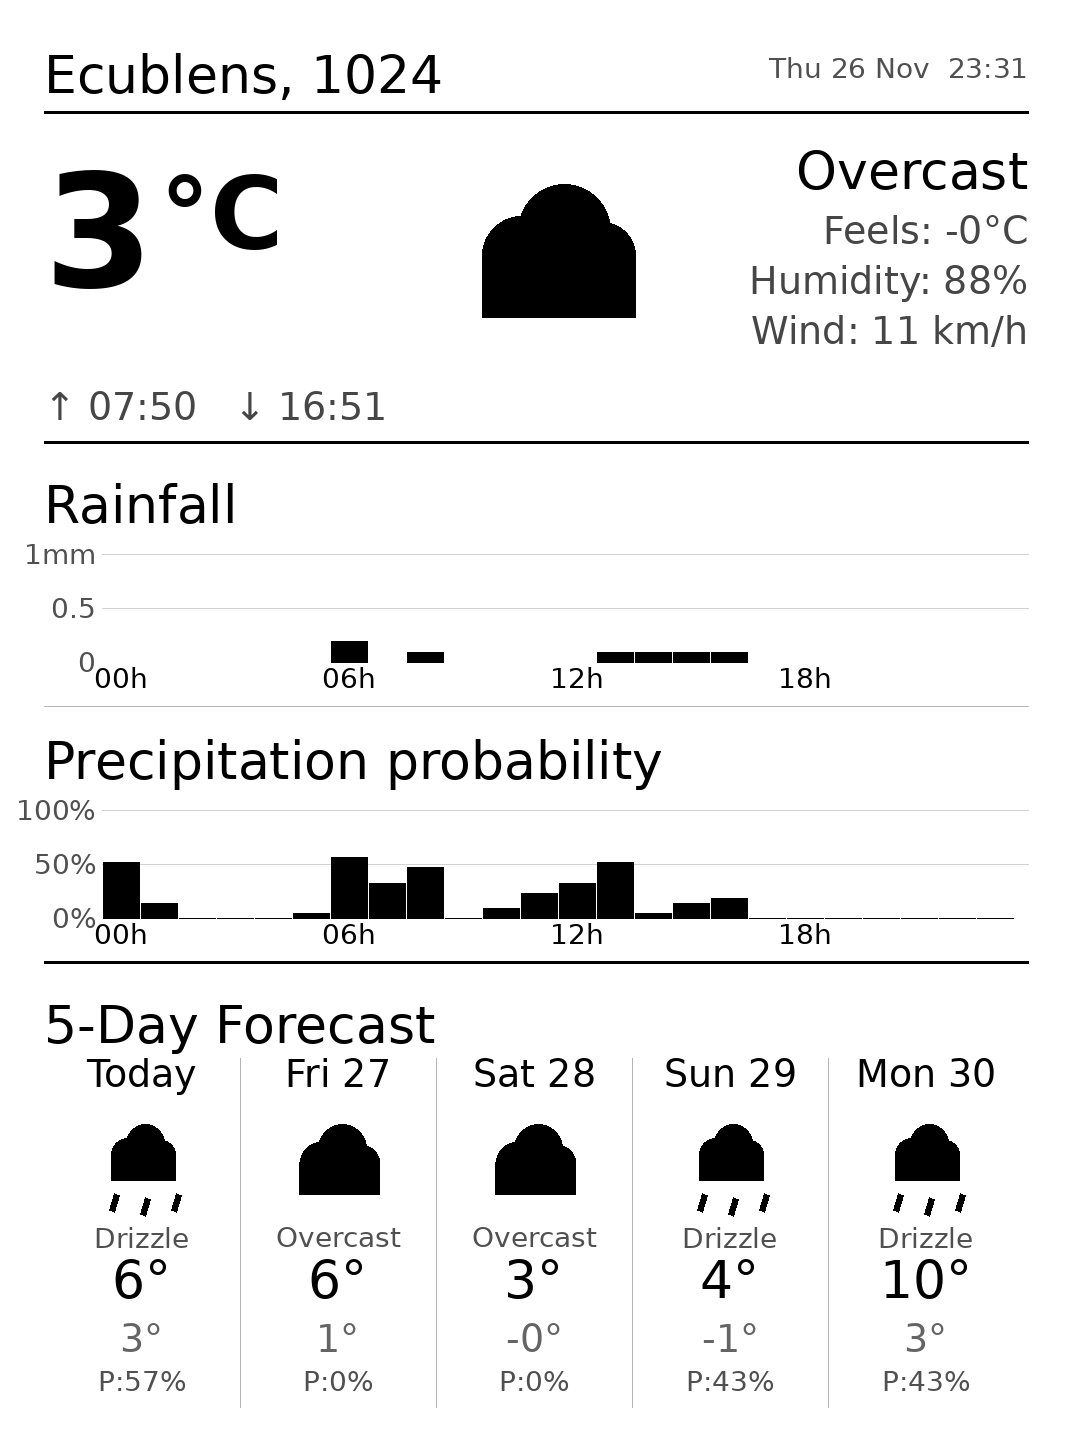 Ecublens, 1024
Thu 26 Nov 23:31
3°C
Overcast
Feels: -0°C
Humidity: 88%
Wind: 11 km/h
↑ 07:50 ↓ 16:51
Rainfall
1mm
0.5
0
00h 06h 12h 18h
Precipitation probability
100%
50%
0%
00h 06h 12h 18h
5-Day Forecast
Today Fri 27 Sat 28 Sun 29 Mon 30
Drizzle Overcast Overcast Drizzle Drizzle
6° 6° 3° 4° 10°
3° 1° -0° -1° 3°
P:57% P:0% P:0% P:43% P:43%